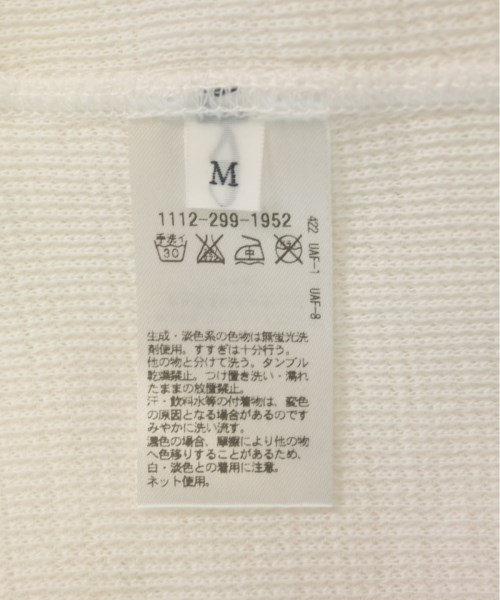 M
1112-299-1952
手洗イ
30
中
422 UAF-1 UAF-8
生成・淡色系の色物は無蛍光洗
剤使用。すすぎは十分行う。
他の物と分けて洗う。タンブル
乾燥禁止。つけ置き洗い・濡れ
たままの放置禁止。
汗・飲料水等の付着物は、変色
の原因となる場合があるのです
みやかに洗い流す。
濃色の場合、摩擦により他の物
へ色移りすることがあるため、
白・淡色との着用に注意。
ネット使用。